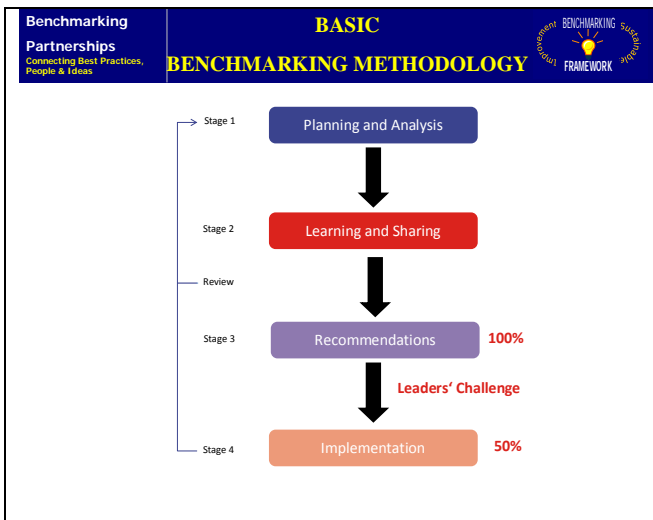 Benchmarking
Partnerships
Connecting Best Practices,
People & Ideas
BASIC
BENCHMARKING METHODOLOGY
Improvement BENCHMARKING Sustainable
FRAMEWORK
Stage 1
Planning and Analysis
Stage 2
Learning and Sharing
Review
Stage 3
Recommendations
100%
Leaders‘ Challenge
Stage 4
Implementation
50%